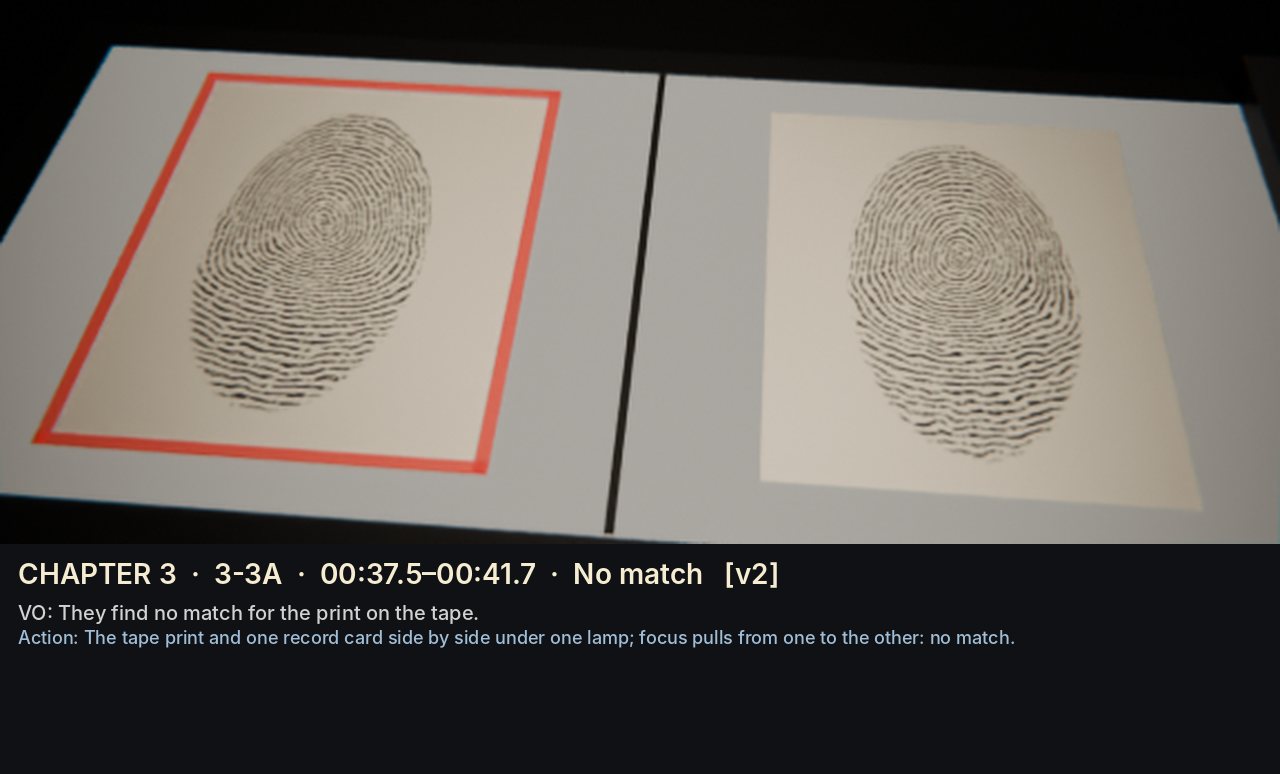 CHAPTER 3 · 3-3A · 00:37.5–00:41.7 · No match [v2]
VO: They find no match for the print on the tape.
Action: The tape print and one record card side by side under one lamp; focus pulls from one to the other: no match.